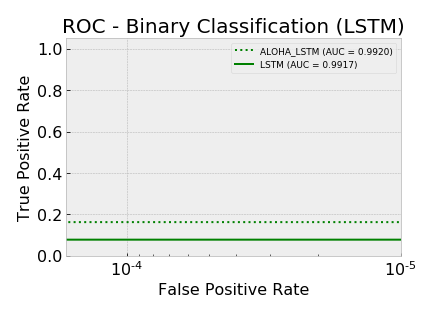 ROC - Binary Classification (LSTM)
ALOHA_LSTM (AUC = 0.9920)
LSTM (AUC = 0.9917)
True Positive Rate
1.0
0.8
0.6
0.4
0.2
0.0
10^-4
10^-5
False Positive Rate